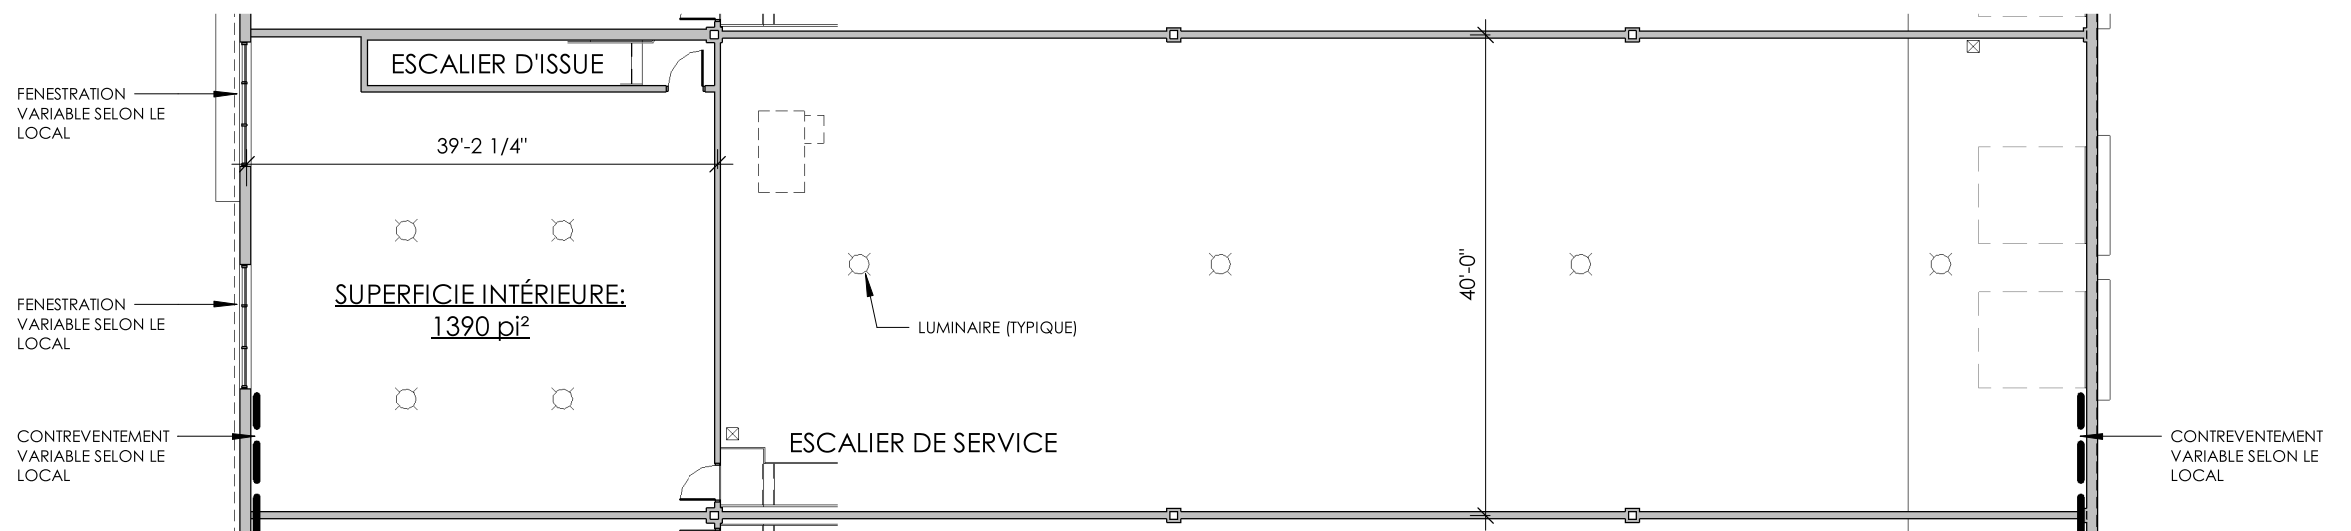 ESCALIER D'ISSUE
FENESTRATION
VARIABLE SELON LE
LOCAL
39'-2 1/4"
40'-0"
FENESTRATION
VARIABLE SELON LE
LOCAL
SUPERFICIE INTÉRIEURE:
1390 pi²
LUMINAIRE (TYPIQUE)
CONTREVENTEMENT
VARIABLE SELON LE
LOCAL
ESCALIER DE SERVICE
CONTREVENTEMENT
VARIABLE SELON LE
LOCAL